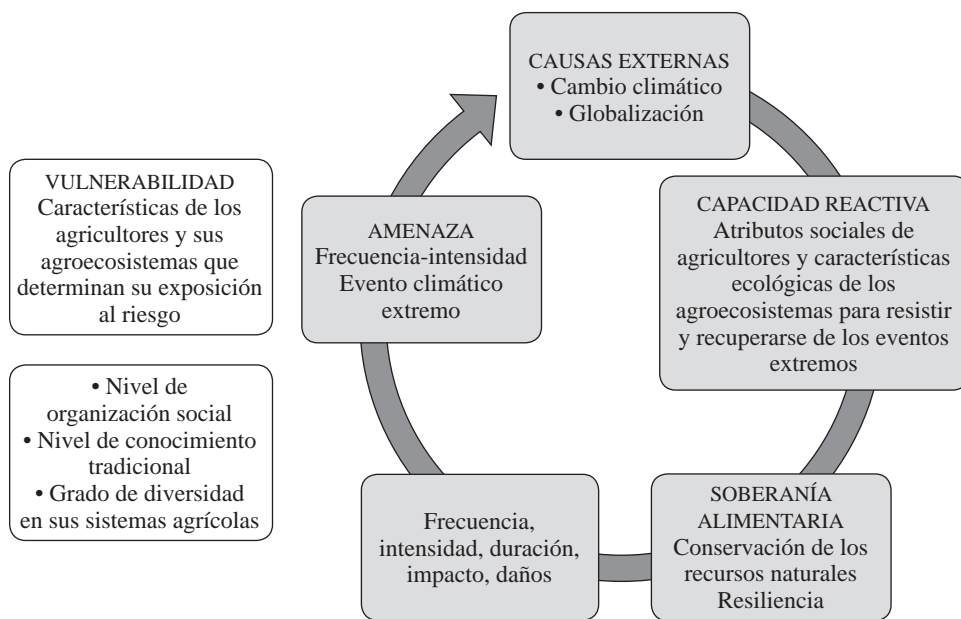 CAUSAS EXTERNAS
• Cambio climático
• Globalización
VULNERABILIDAD
Características de los
agricultores y sus
agroecosistemas que
determinan su exposición
al riesgo
AMENAZA
Frecuencia-intensidad
Evento climático
extremo
CAPACIDAD REACTIVA
Atributos sociales de
agricultores y características
ecológicas de los
agroecosistemas para resistir
y recuperarse de los eventos
extremos
• Nivel de
organización social
• Nivel de conocimiento
tradicional
• Grado de diversidad
en sus sistemas agrícolas
Frecuencia,
intensidad, duración,
impacto, daños
SOBERANÍA
ALIMENTARIA
Conservación de los
recursos naturales
Resiliencia